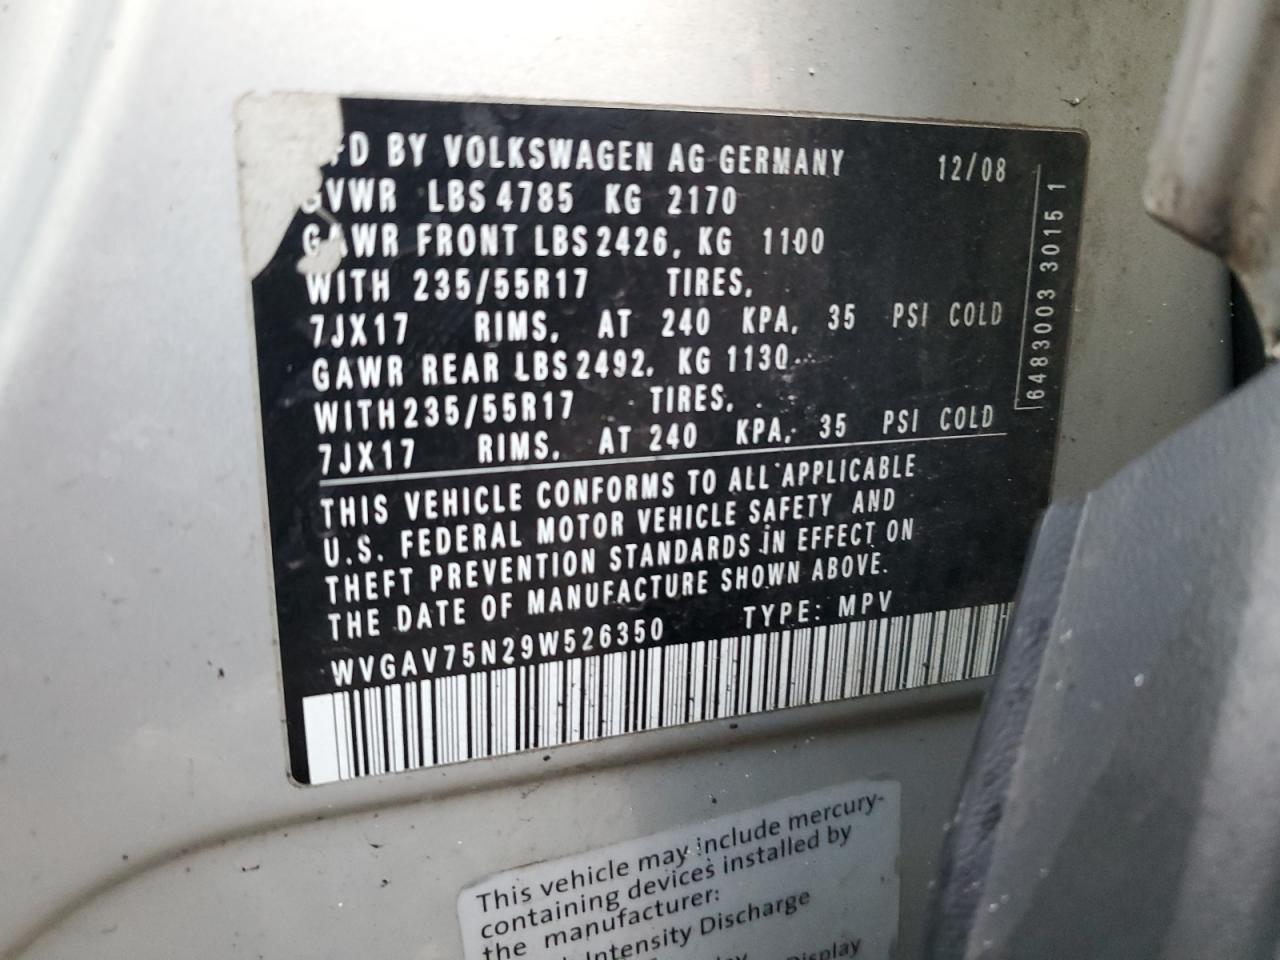 FD BY VOLKSWAGEN AG GERMANY 12/08
GVWR LBS 4785 KG 2170
GAWR FRONT LBS 2426, KG 1100
WITH 235/55R17 TIRES,
7JX17 RIMS, AT 240 KPA, 35 PSI COLD
GAWR REAR LBS 2492, KG 1130
WITH 235/55R17 TIRES,
7JX17 RIMS, AT 240 KPA, 35 PSI COLD
THIS VEHICLE CONFORMS TO ALL APPLICABLE
U.S. FEDERAL MOTOR VEHICLE SAFETY AND
THEFT PREVENTION STANDARDS IN EFFECT ON
THE DATE OF MANUFACTURE SHOWN ABOVE.
WVGAV75N29W526350 TYPE: MPV
6483003 3015 1
This vehicle may include mercury-
containing devices installed by
the manufacturer:
Intensity Discharge
Display